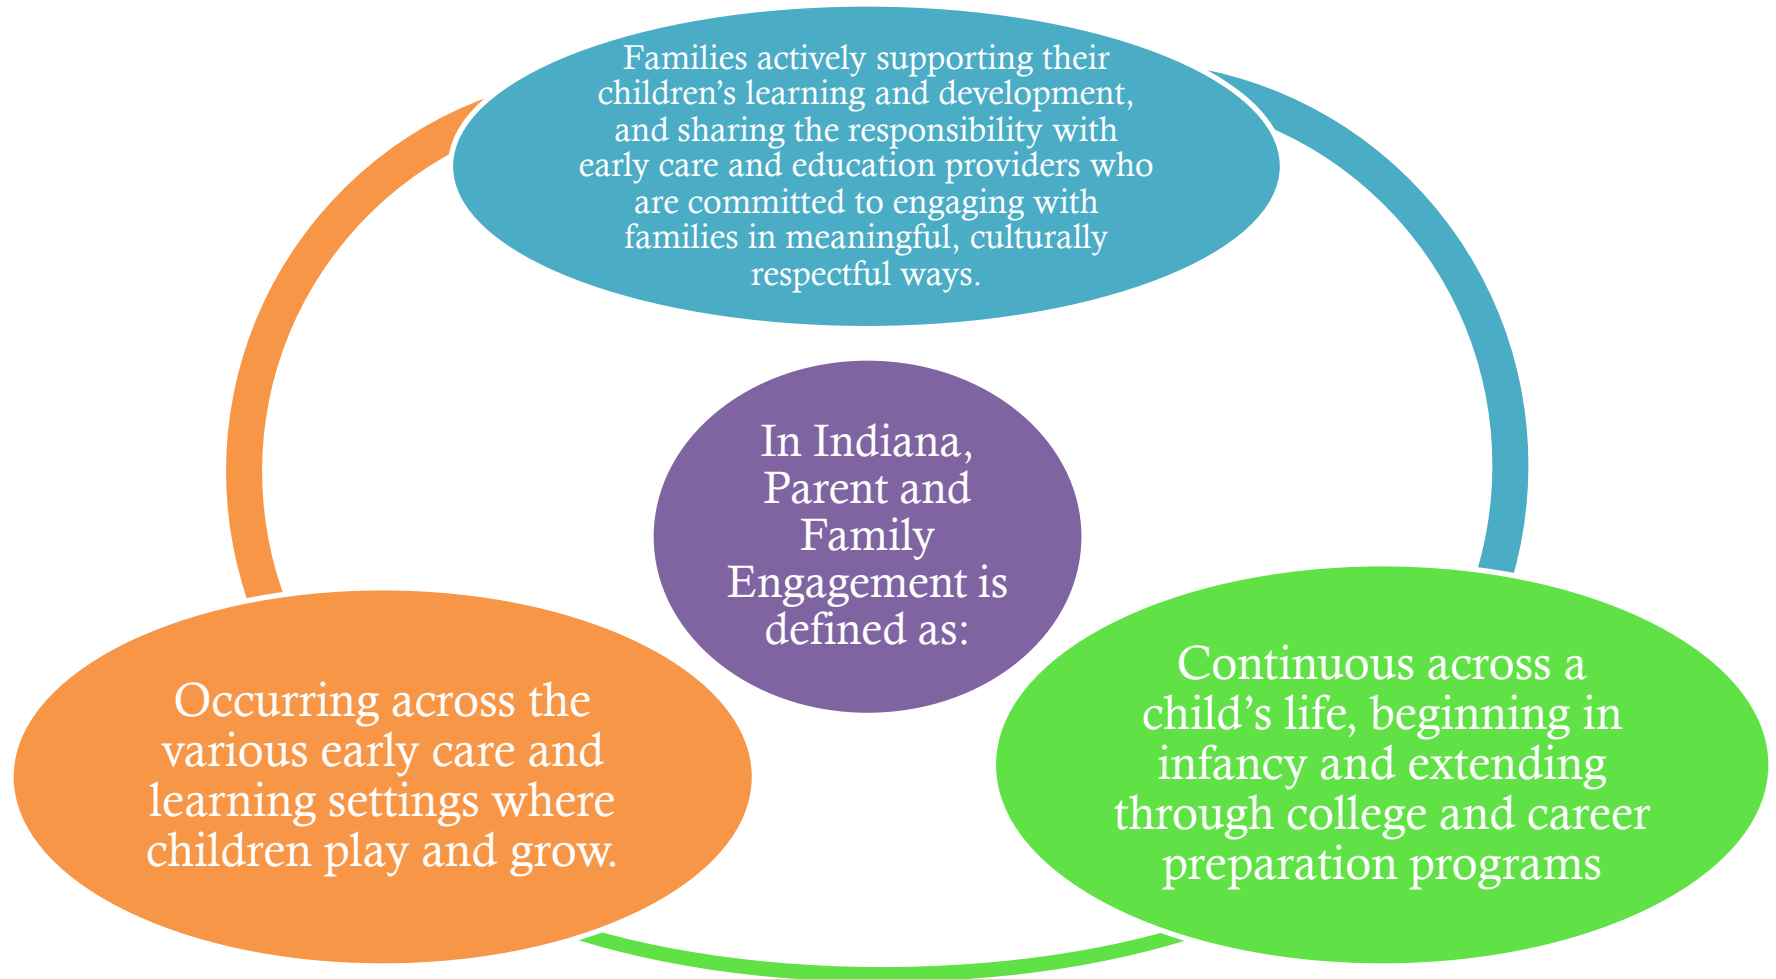 Families actively supporting their
children’s learning and development,
and sharing the responsibility with
early care and education providers who
are committed to engaging with
families in meaningful, culturally
respectful ways.
In Indiana,
Parent and
Family
Engagement is
defined as:
Occurring across the
various early care and
learning settings where
children play and grow.
Continuous across a
child’s life, beginning in
infancy and extending
through college and career
preparation programs